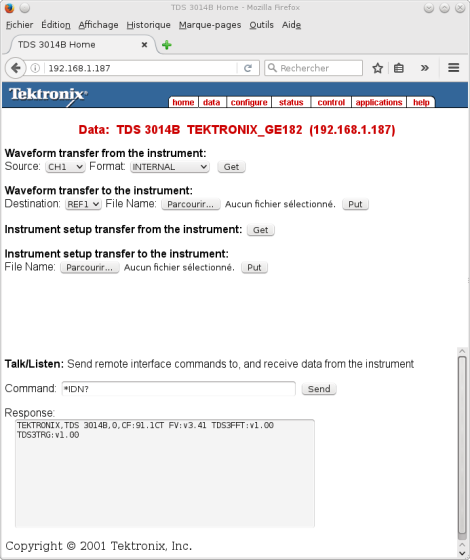 TDS 3014B Home - Mozilla Firefox
Fichier Édition Affichage Historique Marque-pages Outils Aide
TDS 3014B Home
192.168.1.187
Rechercher
Tektronix
home data configure status control applications help
Data: TDS 3014B TEKTRONIX_GE182 (192.168.1.187)
Waveform transfer from the instrument:
Source: CH1 Format: INTERNAL Get
Waveform transfer to the instrument:
Destination: REF1 File Name: Parcourir... Aucun fichier sélectionné. Put
Instrument setup transfer from the instrument: Get
Instrument setup transfer to the instrument:
File Name: Parcourir... Aucun fichier sélectionné. Put
Talk/Listen: Send remote interface commands to, and receive data from the instrument
Command: *IDN? Send
Response:
TEKTRONIX,TDS 3014B,0,CF:91.1CT FV:v3.41 TDS3FFT:v1.00
TDS3TRG:v1.00
Copyright © 2001 Tektronix, Inc.